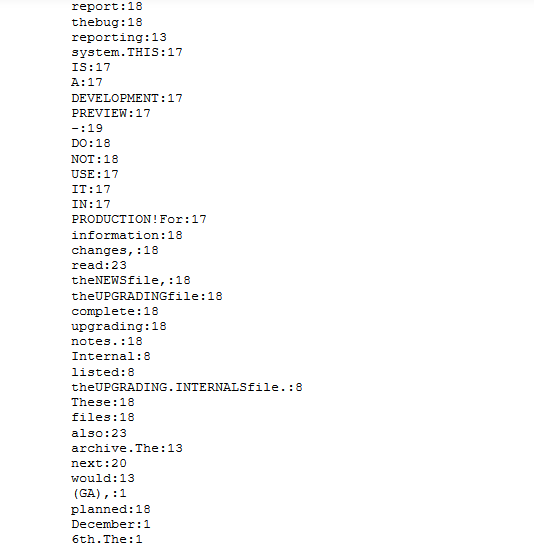 report:18
thebug:18
reporting:13
system.THIS:17
IS:17
A:17
DEVELOPMENT:17
PREVIEW:17
–:19
DO:18
NOT:18
USE:17
IT:17
IN:17
PRODUCTION!For:17
information:18
changes,:18
read:23
theNEWSfile,:18
theUPGRADINGfile:18
complete:18
upgrading:18
notes.:18
Internal:8
listed:8
theUPGRADING.INTERNALSfile.:8
These:18
files:18
also:23
archive.The:13
next:20
would:13
(GA),:1
planned:18
December:1
6th.The:1